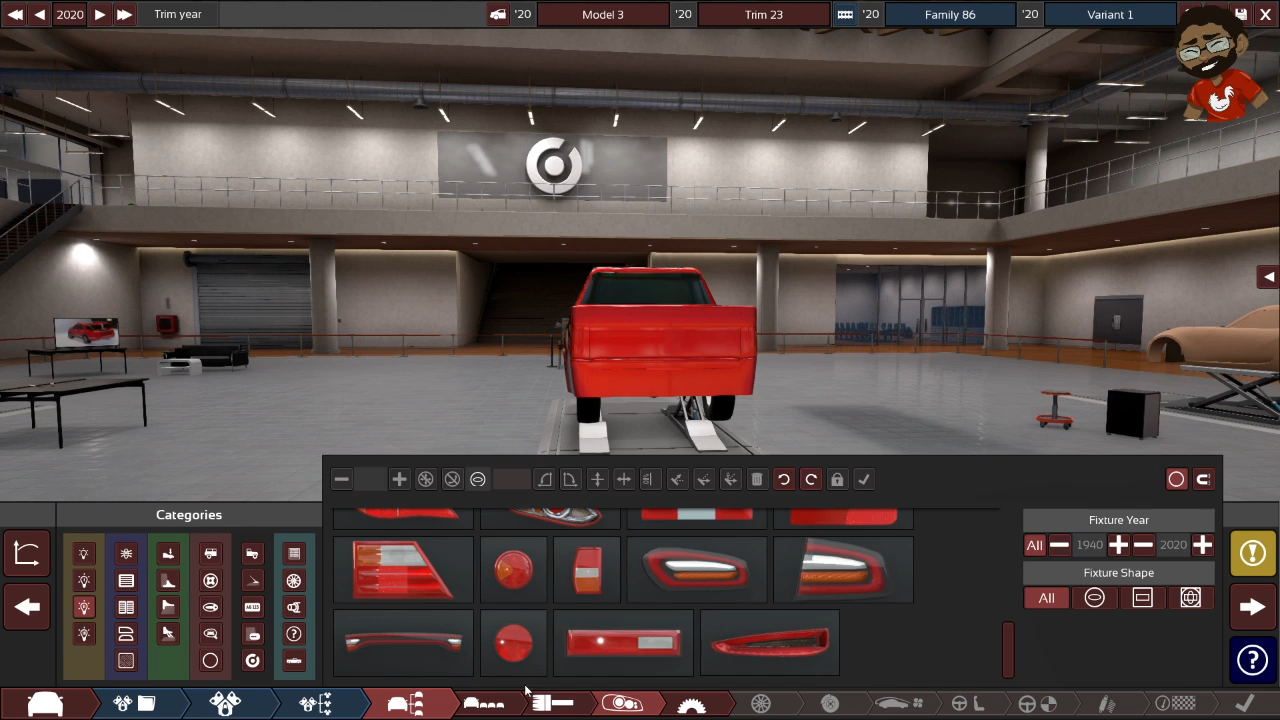 2020
Trim year
'20
Model 3
'20
Trim 23
'20
Family 86
'20
Variant 1
Categories
Fixture Year
All
1940
2020
Fixture Shape
All